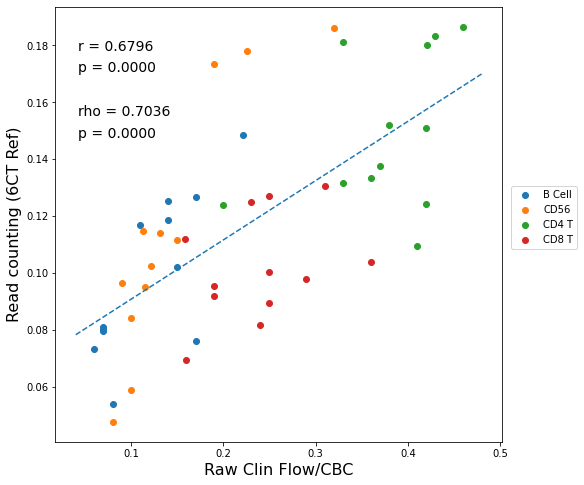 r = 0.6796
p = 0.0000
rho = 0.7036
p = 0.0000
Read counting (6CT Ref)
0.18
0.16
0.14
0.12
0.10
0.08
0.06
0.1
0.2
0.3
0.4
0.5
Raw Clin Flow/CBC
B Cell
CD56
CD4 T
CD8 T